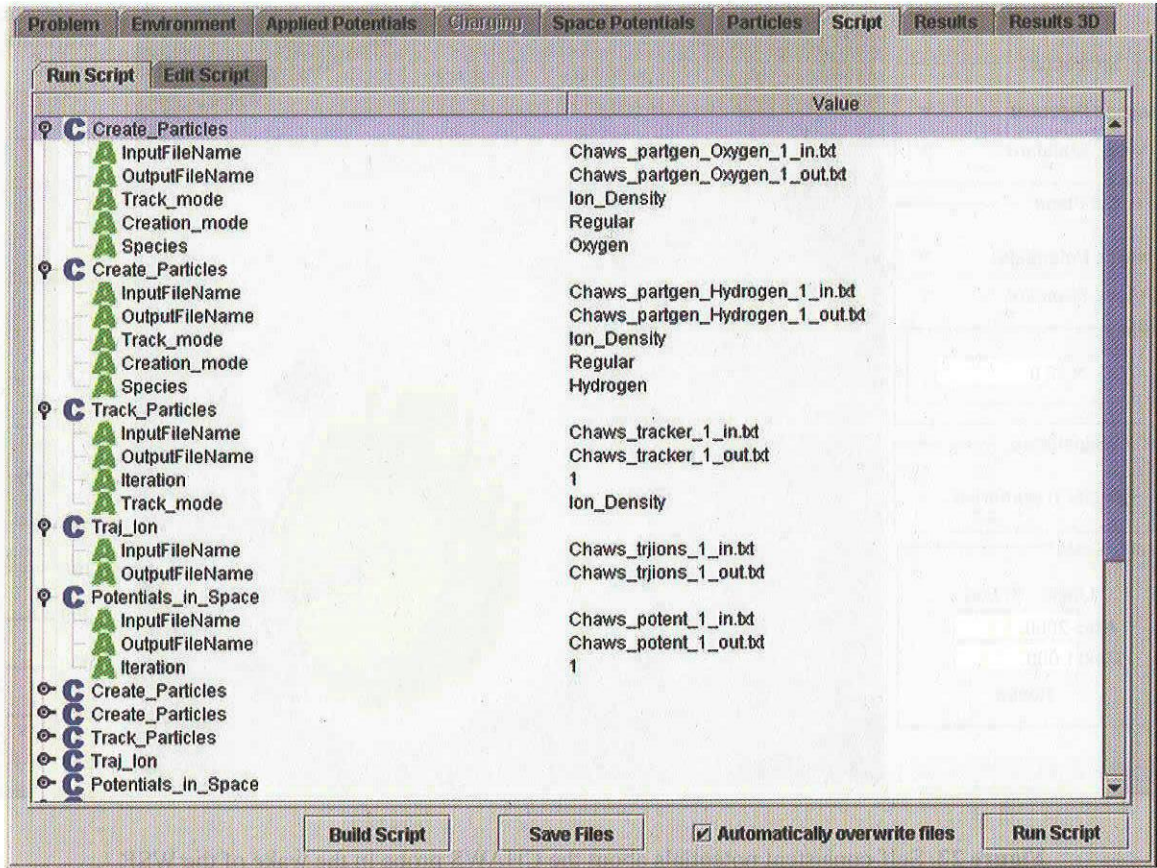 Problem Environment Applied Potentials Charging Space Potentials Particles Script Results Results 3D
Run Script Edit Script
Value
C Create_Particles
A InputFileName Chaws_partgen_Oxygen_1_in.txt
A OutputFileName Chaws_partgen_Oxygen_1_out.txt
A Track_mode Ion_Density
A Creation_mode Regular
A Species Oxygen
C Create_Particles
A InputFileName Chaws_partgen_Hydrogen_1_in.txt
A OutputFileName Chaws_partgen_Hydrogen_1_out.txt
A Track_mode Ion_Density
A Creation_mode Regular
A Species Hydrogen
C Track_Particles
A InputFileName Chaws_tracker_1_in.txt
A OutputFileName Chaws_tracker_1_out.txt
A Iteration 1
A Track_mode Ion_Density
C Traj_Ion
A InputFileName Chaws_trjions_1_in.txt
A OutputFileName Chaws_trjions_1_out.txt
C Potentials_in_Space
A InputFileName Chaws_potent_1_in.txt
A OutputFileName Chaws_potent_1_out.txt
A Iteration 1
C Create_Particles
C Create_Particles
C Track_Particles
C Traj_Ion
C Potentials_in_Space
Build Script Save Files Automatically overwrite files Run Script